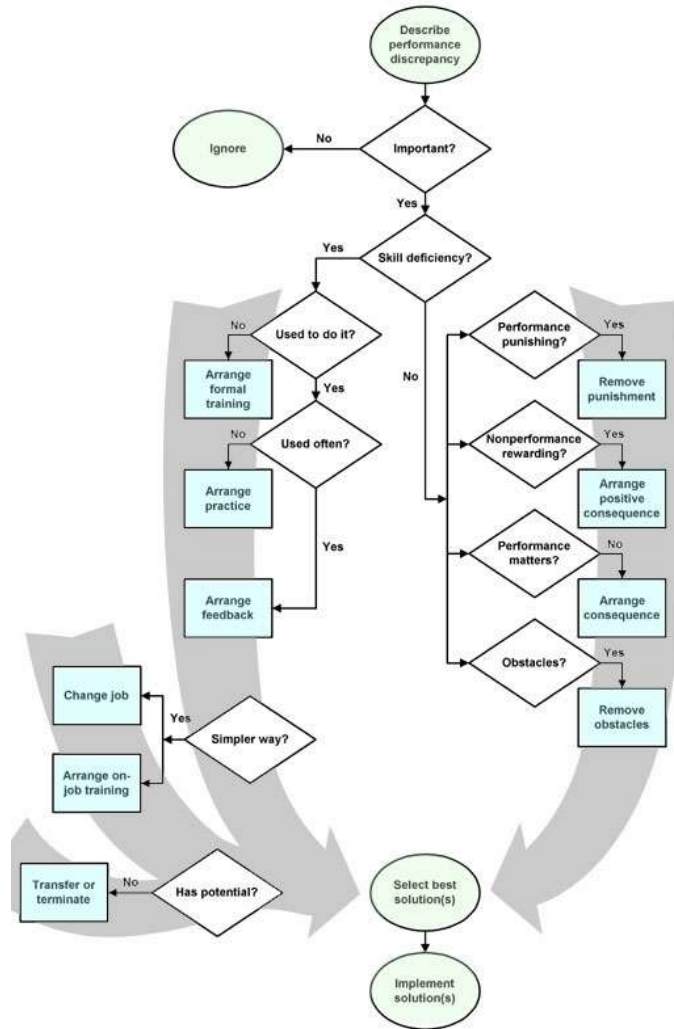 Describe
performance
discrepancy
No
Ignore
Important?
Yes
Yes
Skill deficiency?
No
Used to do it?
Performance
punishing?
Yes
Arrange
formal
training
Yes
No
Remove
punishment
No
Used often?
Nonperformance
rewarding?
Yes
Arrange
practice
Arrange
positive
consequence
Yes
Performance
matters?
No
Arrange
feedback
Arrange
consequence
Obstacles?
Yes
Change job
Yes
Simpler way?
Remove
obstacles
Arrange on-
job training
Transfer or
terminate
No
Has potential?
Select best
solution(s)
Implement
solution(s)